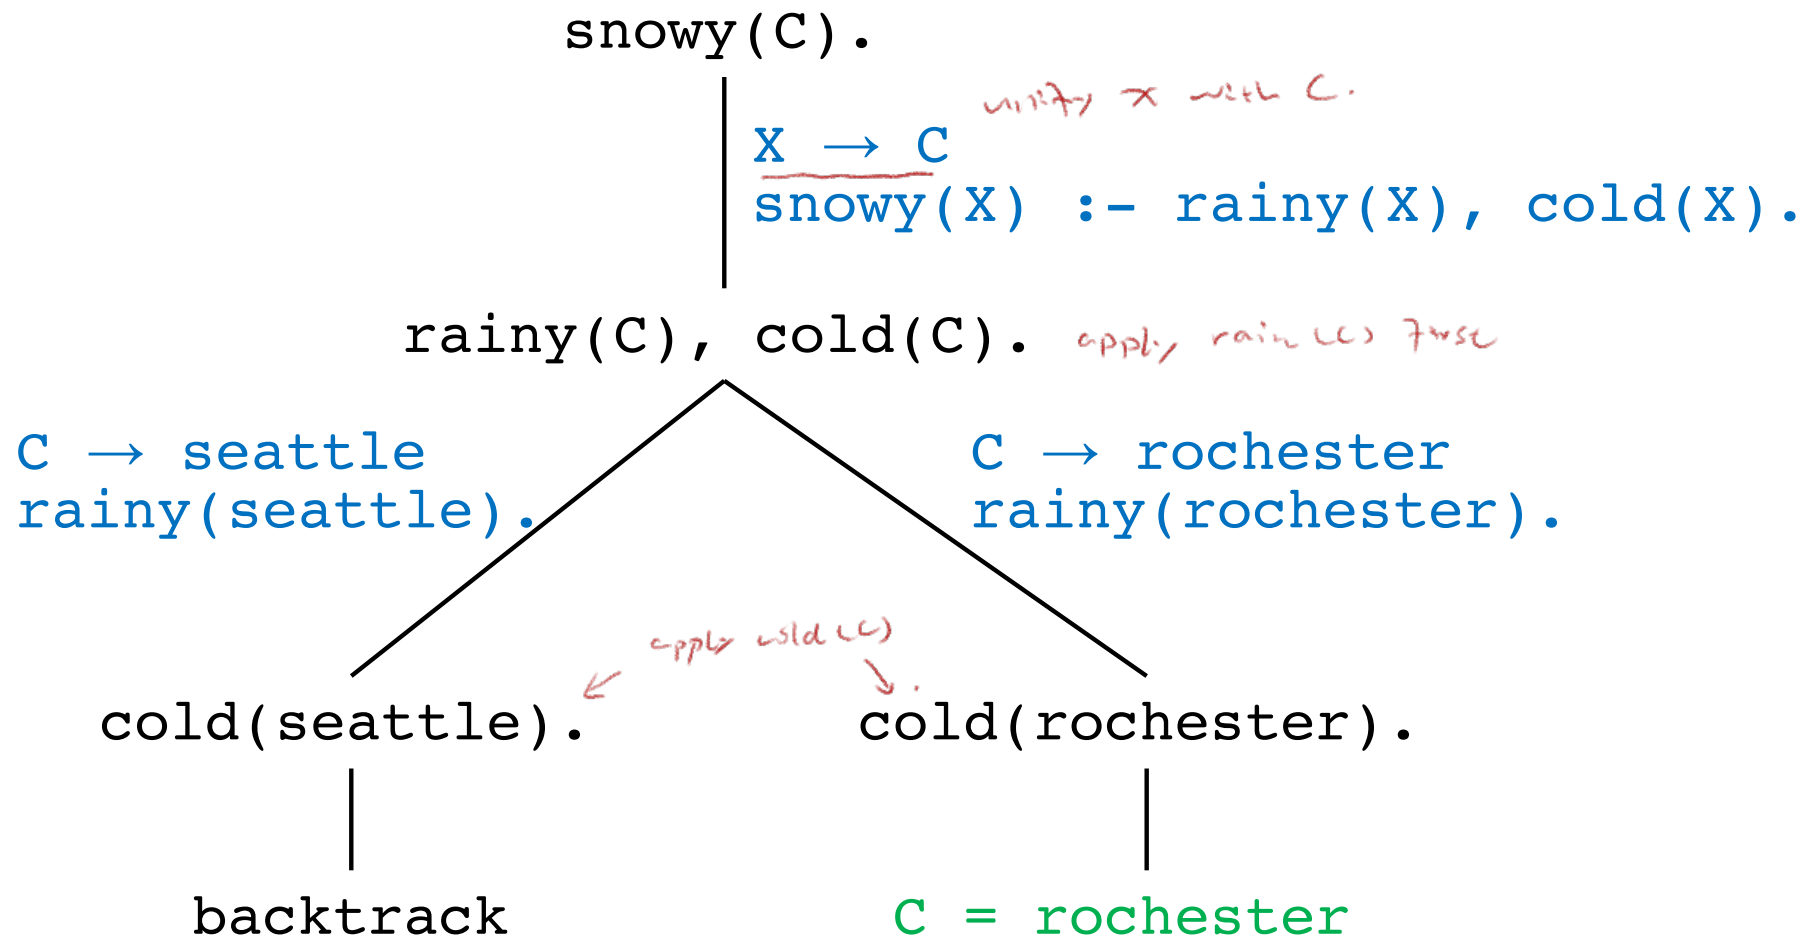 snowy(C).
unify x with C.
X → C
snowy(X) :- rainy(X), cold(X).
rainy(C), cold(C). apply rain(C) first
C → seattle
rainy(seattle).
C → rochester
rainy(rochester).
apply cold(C)
cold(seattle).
cold(rochester).
backtrack
C = rochester